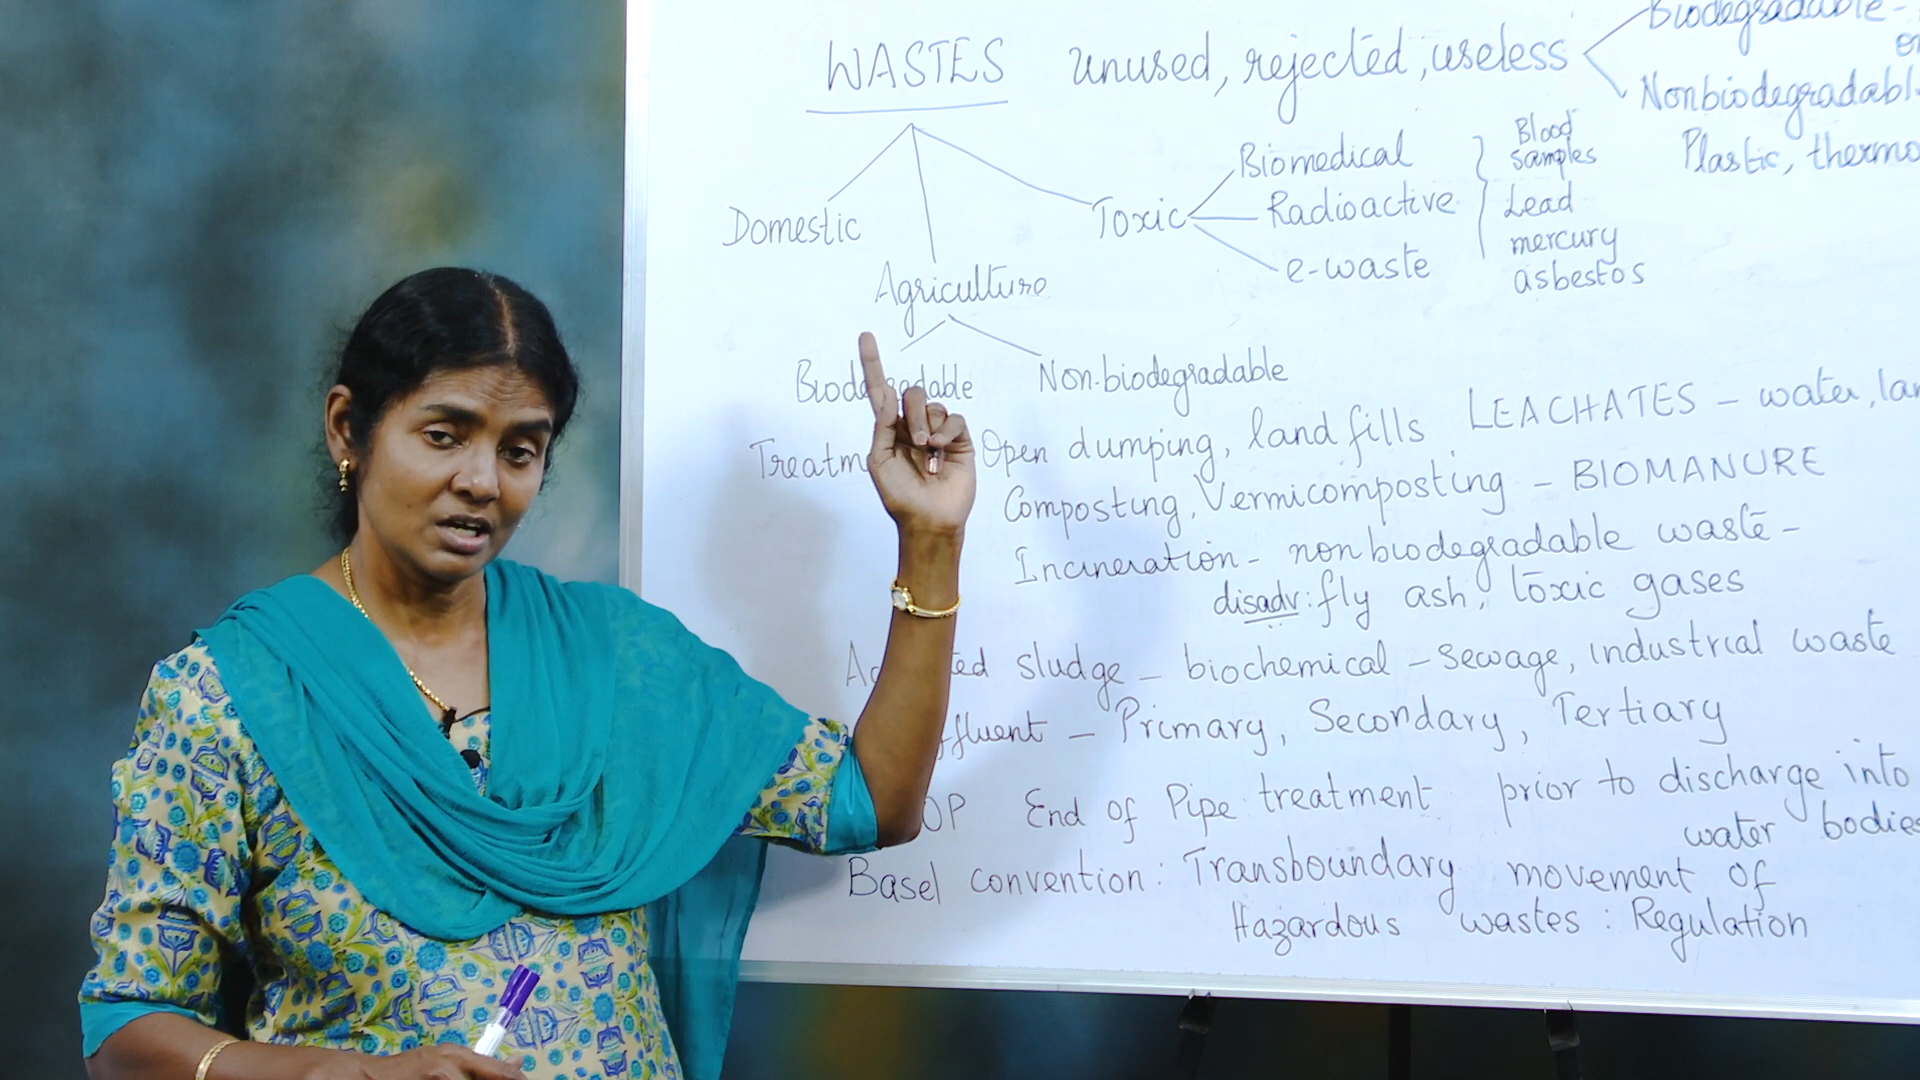 WASTES unused, rejected, useless Biodegradable -
Nonbiodegradabl
Plastic, thermo
Domestic
Agriculture
Toxic
Biomedical
Radioactive
e-waste
Blood
samples
Lead
mercury
asbestos
Non-biodegradable
Open dumping, land fills LEACHATES - water, lan
Composting, Vermicomposting - BIOMANURE
Incineration - nonbiodegradable waste -
disadv: fly ash, toxic gases
sludge - biochemical - Sewage, industrial waste
ffluent - Primary, Secondary, Tertiary
OP End of Pipe treatment prior to discharge into
water bodies
Basel convention: Transboundary movement of
Hazardous wastes: Regulation